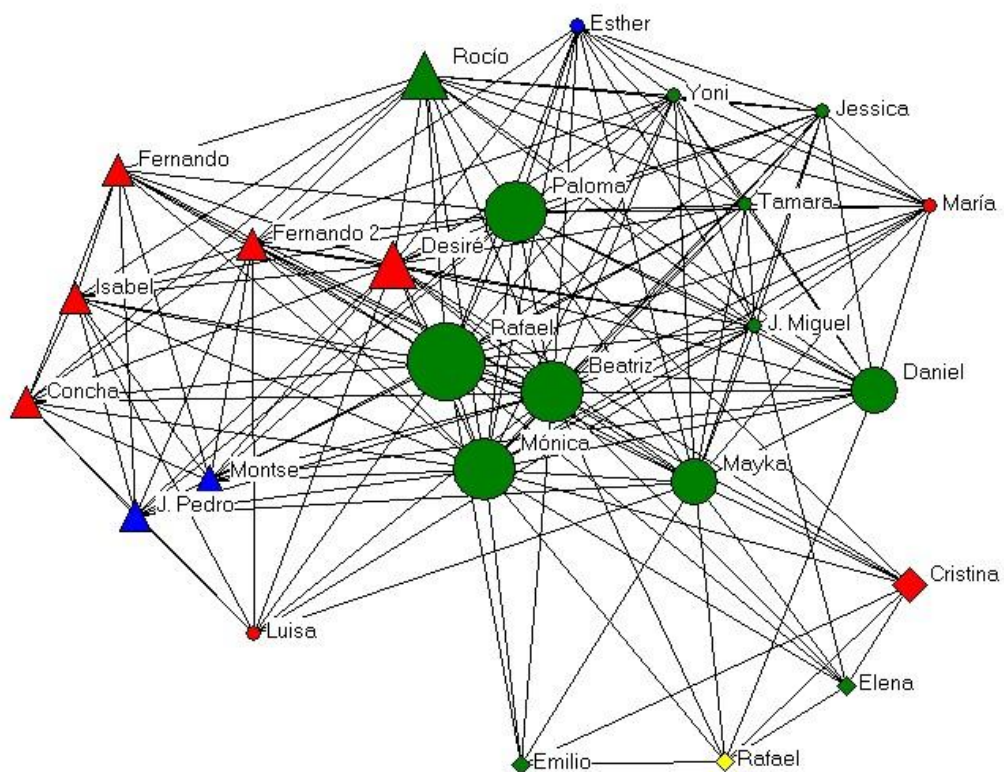 Esther
Rocío
Yoni
Jessica
Fernando
Paloma
Tamara
María
Fernando 2
Desiré
Isabel
Rafael
J. Miguel
Beatriz
Daniel
Concha
Mónica
Montse
Mayka
J. Pedro
Cristina
Luisa
Elena
Emilio
Rafael